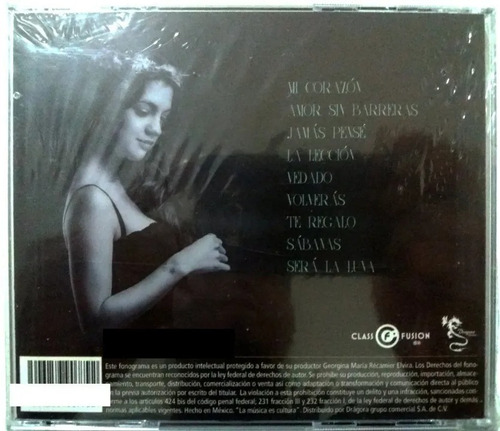 MI CORAZÓN
AMOR SIN BARRERAS
JAMÁS PENSÉ
LA LECCIÓN
VEDADO
VOLVERÁS
TE REGALO
SÁBANAS
SERÁ LA LUNA
CLASS FUSION
Este fonograma es un producto intelectual protegido a favor de su productor Georgina María Récamier Elvira. Los Derechos del fono-
grama se encuentran reconocidos por la ley federal de derechos de autor. Se prohíbe su producción, reproducción, importación, almace-
namiento, transporte, distribución, comercialización o venta así como adaptación o transformación y comunicación directa al público
la previa autorización por escrito del titular. La violación a esta prohibición constituye un delito y una infracción, sancionadas con-
forme a los artículos 424 bis del código penal federal; 231 fracción III y 232 fracción I, de la ley federal de derechos de autor y demás
normas aplicables vigentes. Hecho en México. "La música es cultura". Distribuido por Drágora grupo comercial S.A. de C.V.